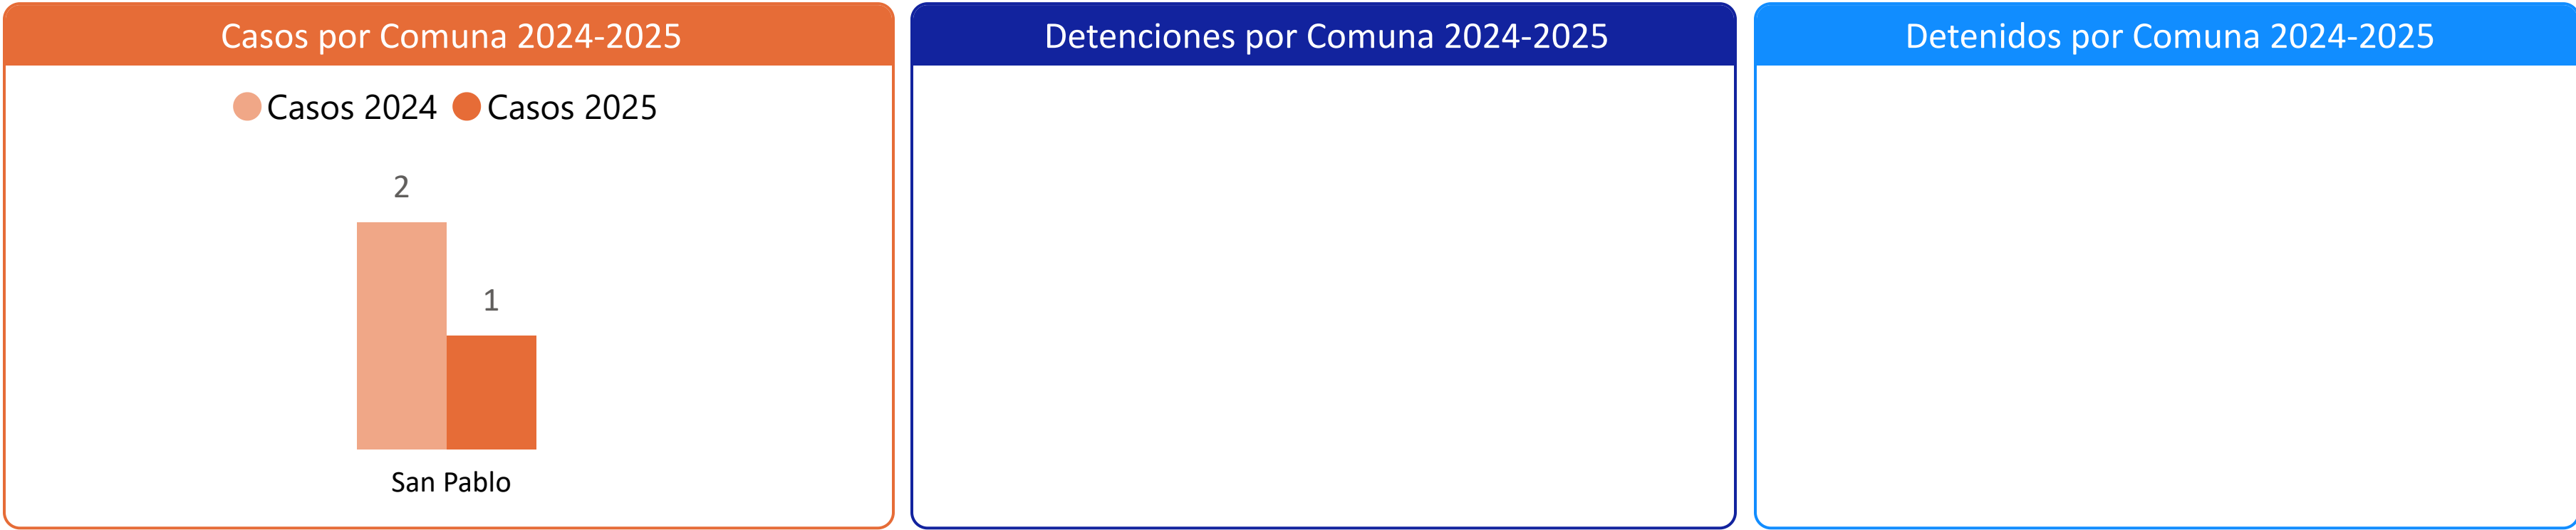 Casos por Comuna 2024-2025
Casos 2024 Casos 2025
2
1
San Pablo
Detenciones por Comuna 2024-2025
Detenidos por Comuna 2024-2025